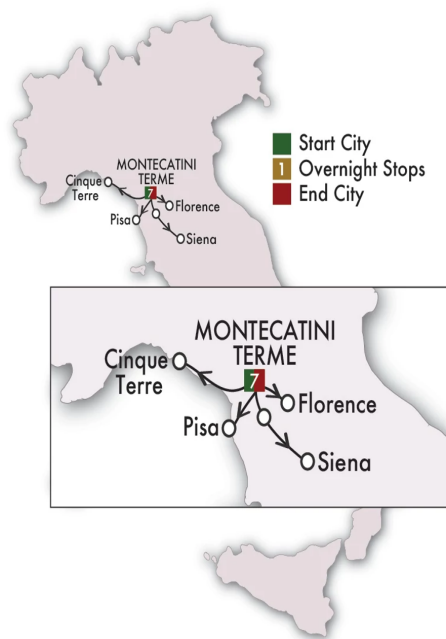 Start City
1 Overnight Stops
End City
MONTECATINI
TERME
7
Cinque
Terre
Florence
Pisa
Siena
MONTECATINI
TERME
7
Cinque
Terre
Florence
Pisa
Siena